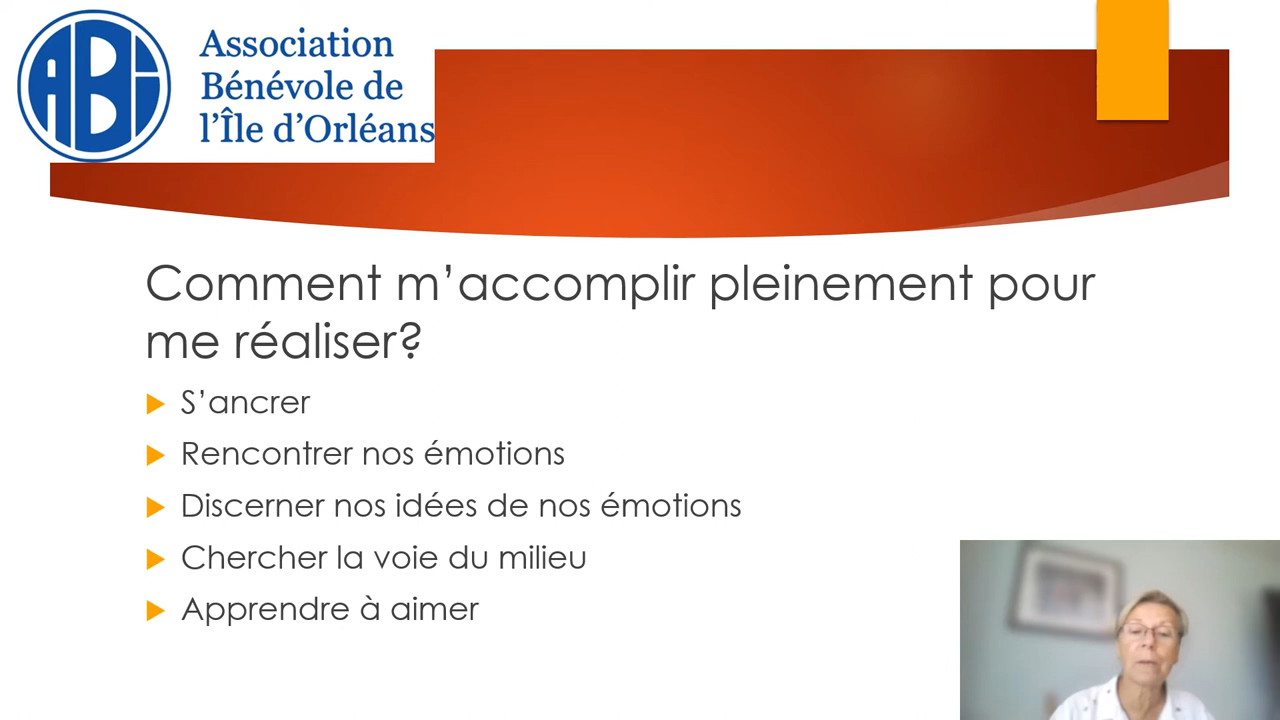 ABi
Association
Bénévole de
l’Île d’Orléans
Comment m’accomplir pleinement pour
me réaliser?
S’ancrer
Rencontrer nos émotions
Discerner nos idées de nos émotions
Chercher la voie du milieu
Apprendre à aimer